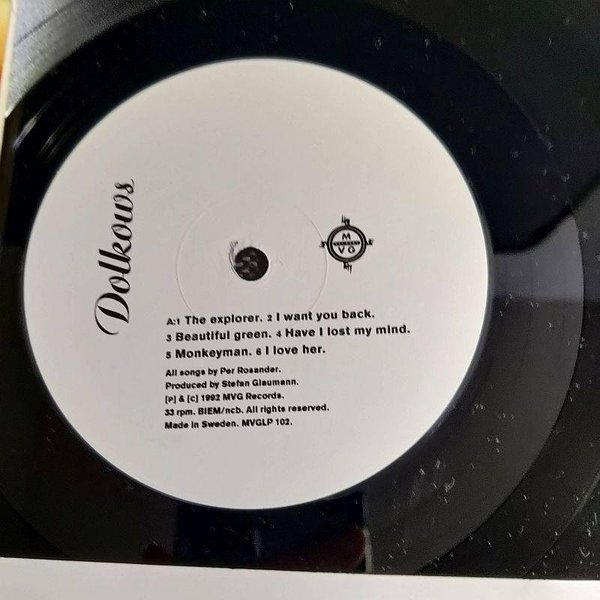 Dolkows
M
VG
A:1 The explorer. 2 I want you back.
3 Beautiful green. 4 Have I lost my mind.
5 Monkeyman. 6 I love her.
All songs by Per Rosander.
Produced by Stefan Glaumann.
[P] & [C] 1992 MVG Records.
33 rpm. BIEM/ncb. All rights reserved.
Made in Sweden. MVGLP 102.